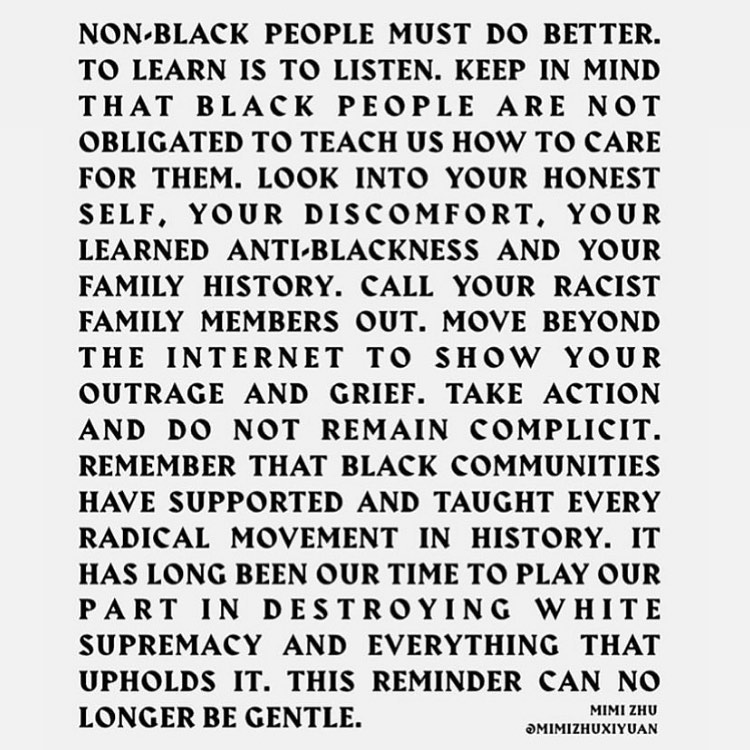 NON-BLACK PEOPLE MUST DO BETTER.
TO LEARN IS TO LISTEN. KEEP IN MIND
THAT BLACK PEOPLE ARE NOT
OBLIGATED TO TEACH US HOW TO CARE
FOR THEM. LOOK INTO YOUR HONEST
SELF, YOUR DISCOMFORT, YOUR
LEARNED ANTI-BLACKNESS AND YOUR
FAMILY HISTORY. CALL YOUR RACIST
FAMILY MEMBERS OUT. MOVE BEYOND
THE INTERNET TO SHOW YOUR
OUTRAGE AND GRIEF. TAKE ACTION
AND DO NOT REMAIN COMPLICIT.
REMEMBER THAT BLACK COMMUNITIES
HAVE SUPPORTED AND TAUGHT EVERY
RADICAL MOVEMENT IN HISTORY. IT
HAS LONG BEEN OUR TIME TO PLAY OUR
PART IN DESTROYING WHITE
SUPREMACY AND EVERYTHING THAT
UPHOLDS IT. THIS REMINDER CAN NO
LONGER BE GENTLE.
MIMI ZHU
@MIMIZHUXIYUAN